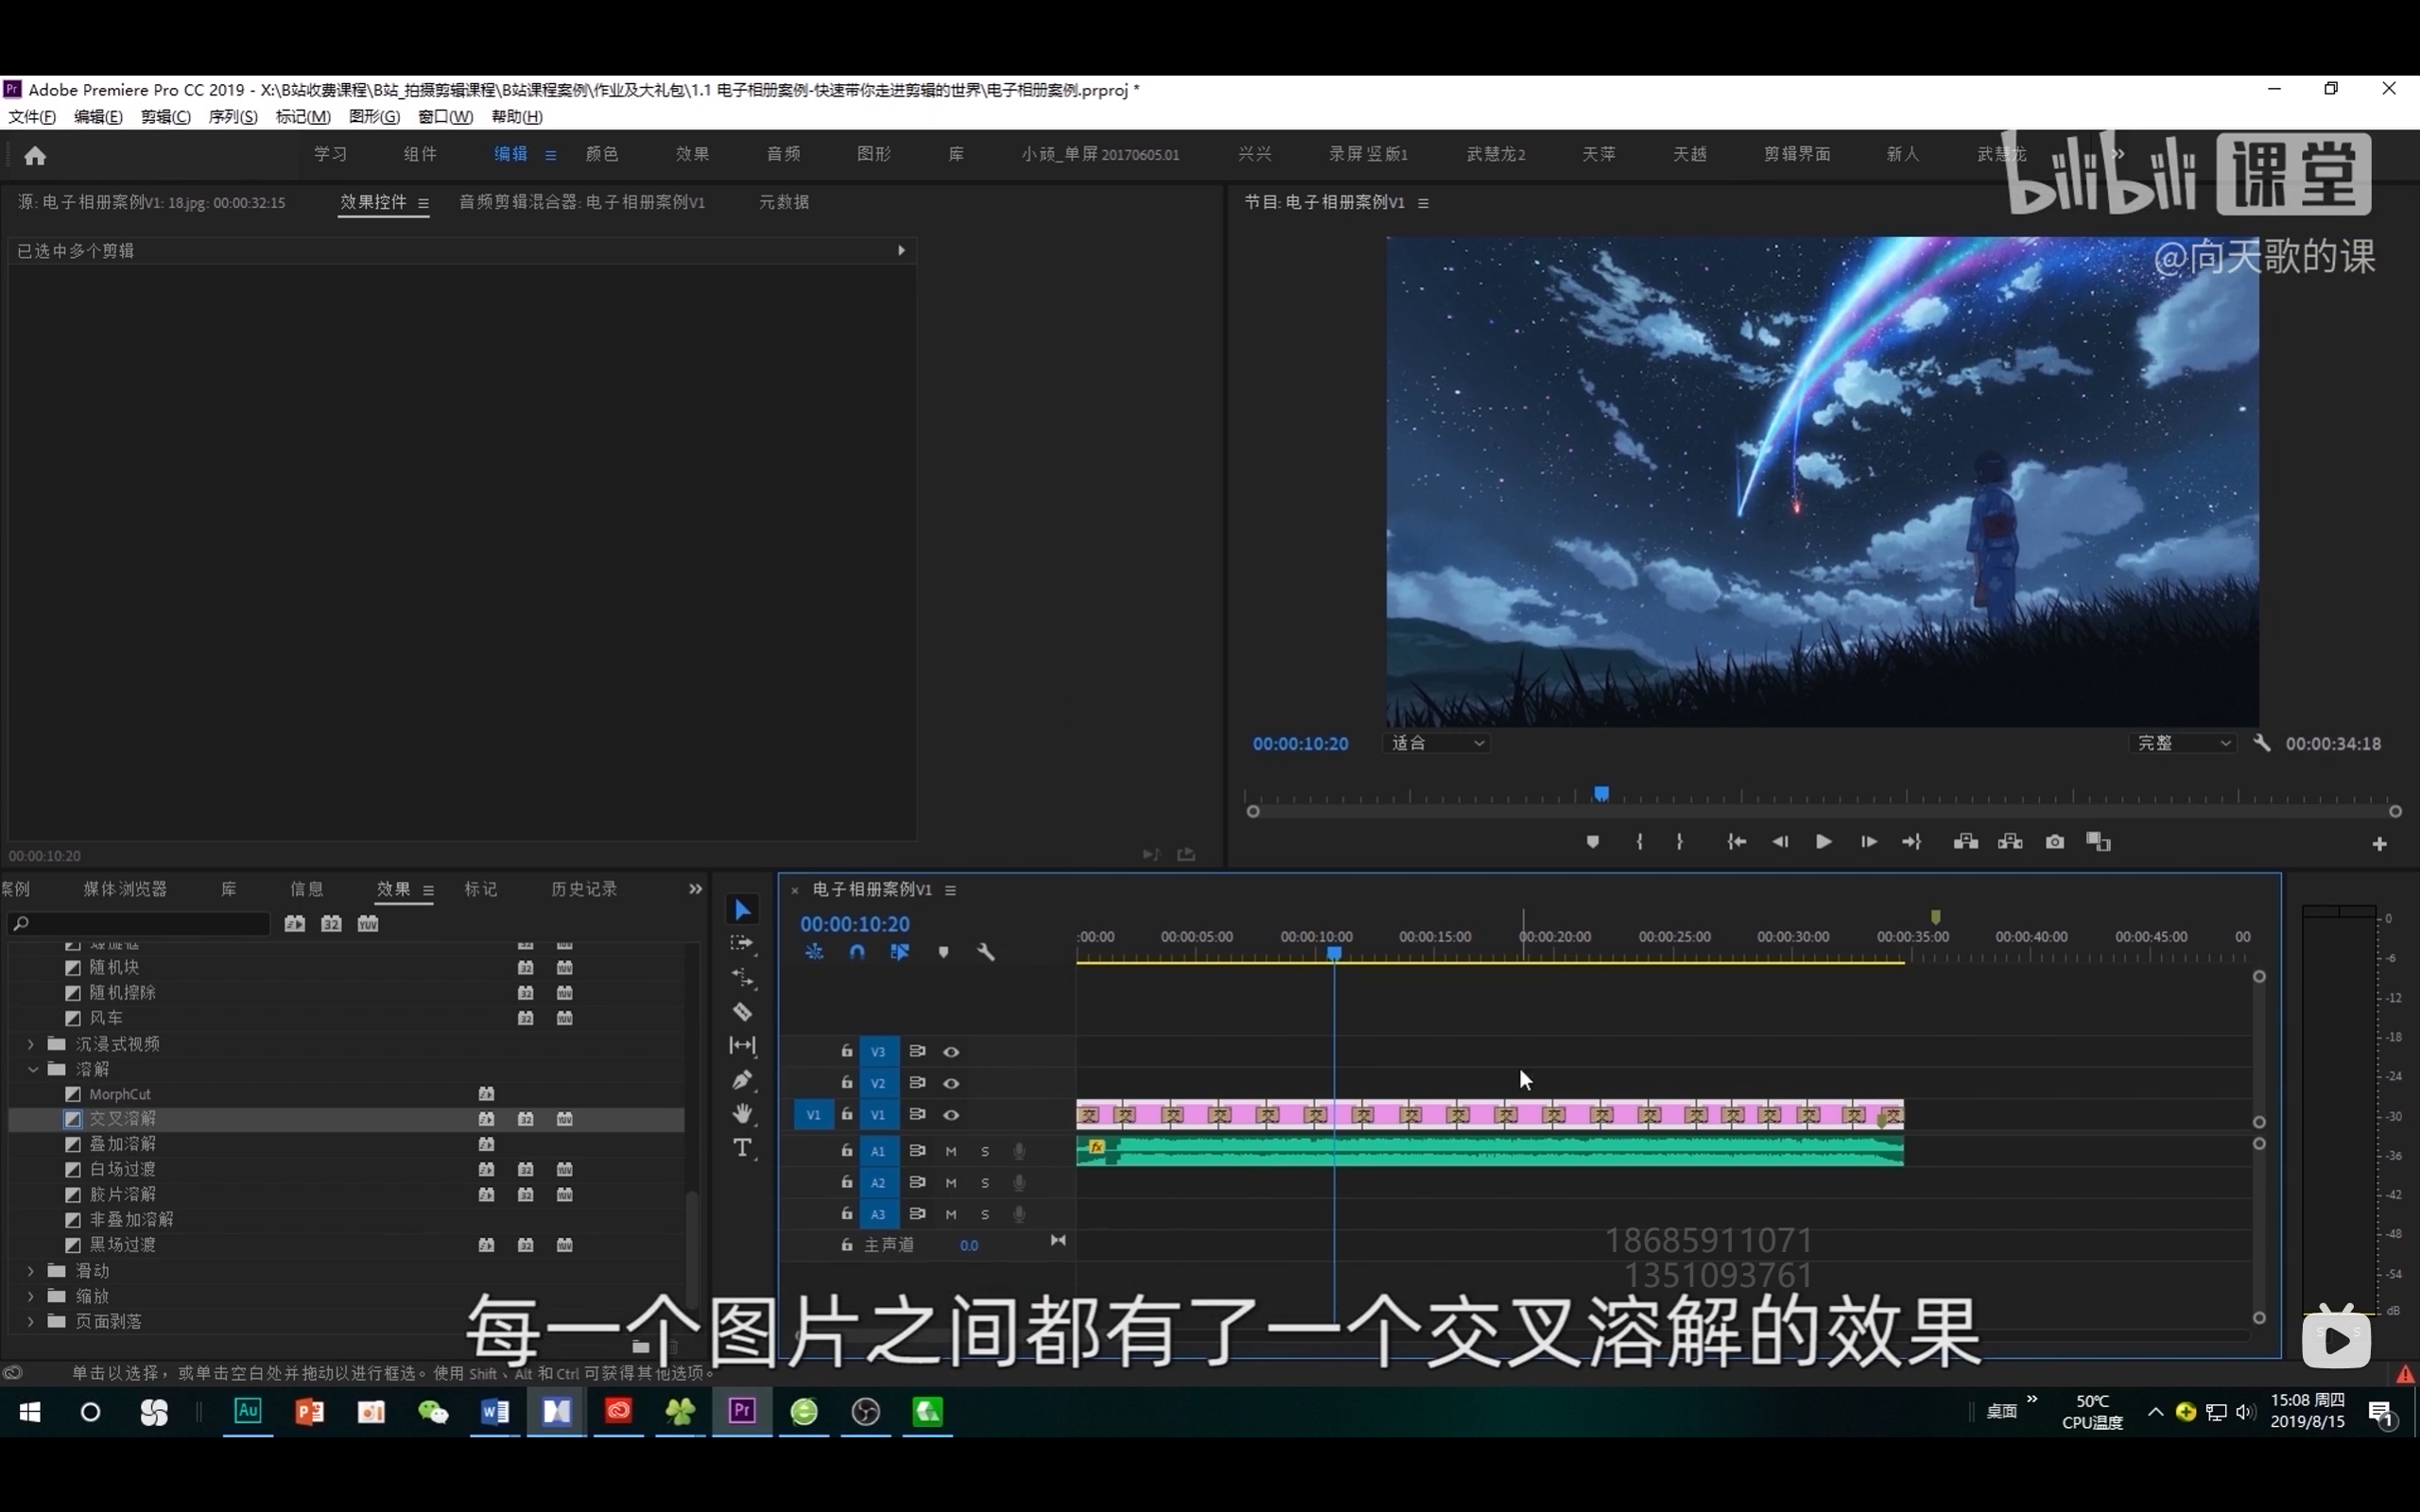 Adobe Premiere Pro CC 2019 - X:\B站收费课程\B站_拍摄剪辑课程\B站课程案例\作业及大礼包\1.1 电子相册案例-快速带你走进剪辑的世界\电子相册案例.prproj *
文件(F) 编辑(E) 剪辑(C) 序列(S) 标记(M) 图形(G) 窗口(W) 帮助(H)
学习 组件 编辑 颜色 效果 音频 图形 库 小顽_单屏20170605.01 兴兴 录屏竖版1 武慧龙2 天萍 天越 剪辑界面 新人 武慧龙
bilibili 课堂
@向天歌的课
源: 电子相册案例V1: 18.jpg: 00:00:32:15 效果控件 音频剪辑混合器: 电子相册案例V1 元数据
节目: 电子相册案例V1
已选中多个剪辑
00:00:10:20 适合 完整 00:00:34:18
00:00:10:20
案例 媒体浏览器 库 信息 效果 标记 历史记录
随机块
随机擦除
风车
沉浸式视频
溶解
MorphCut
交叉溶解
叠加溶解
白场过渡
胶片溶解
非叠加溶解
黑场过渡
滑动
缩放
页面剥落
× 电子相册案例V1
00:00:10:20
:00:00 00:00:05:00 00:00:10:00 00:00:15:00 00:00:20:00 00:00:25:00 00:00:30:00 00:00:35:00 00:00:40:00 00:00:45:00 00
V3
V2
V1 V1
A1 M S
A2 M S
A3 M S
主声道 0.0
0
-6
-12
-18
-24
-30
-36
-42
-48
-54
dB
18685911071
1351093761
每一个图片之间都有了一个交叉溶解的效果
单击以选择，或单击空白处并拖动以进行框选。使用 Shift、Alt 和 Ctrl 可获得其他选项。
桌面
50℃
CPU温度
15:08 周四
2019/8/15